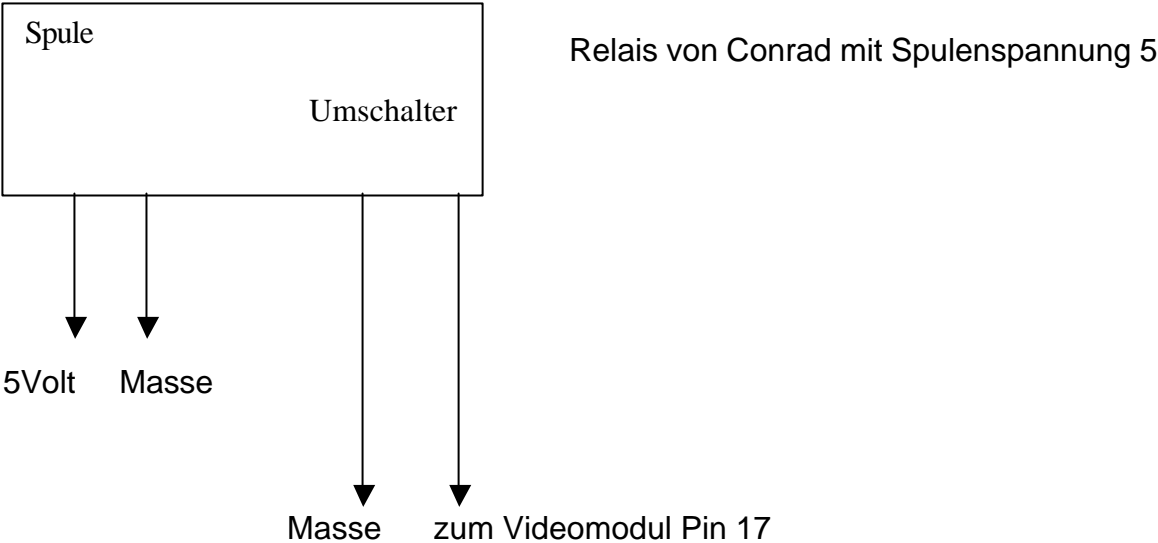 Spule
Relais von Conrad mit Spulenspannung 5
Umschalter
5Volt Masse
Masse zum Videomodul Pin 17